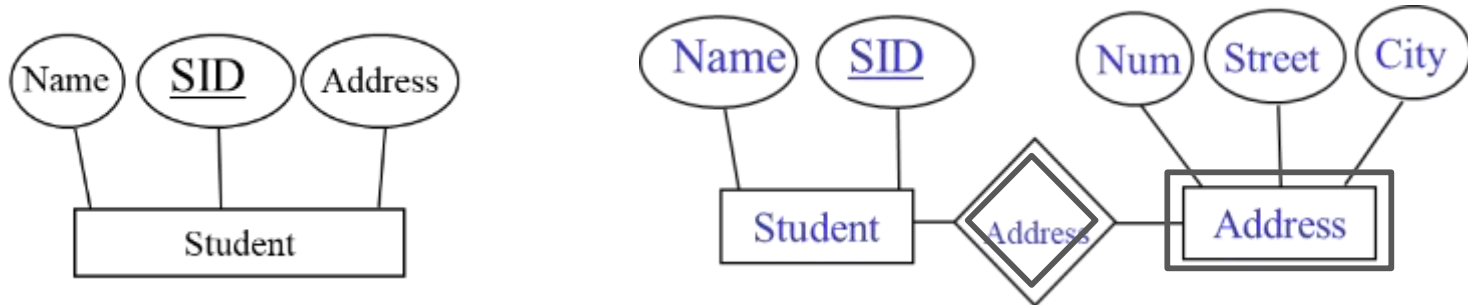 Name SID Address
Student
Name SID Num Street City
Student Address Address